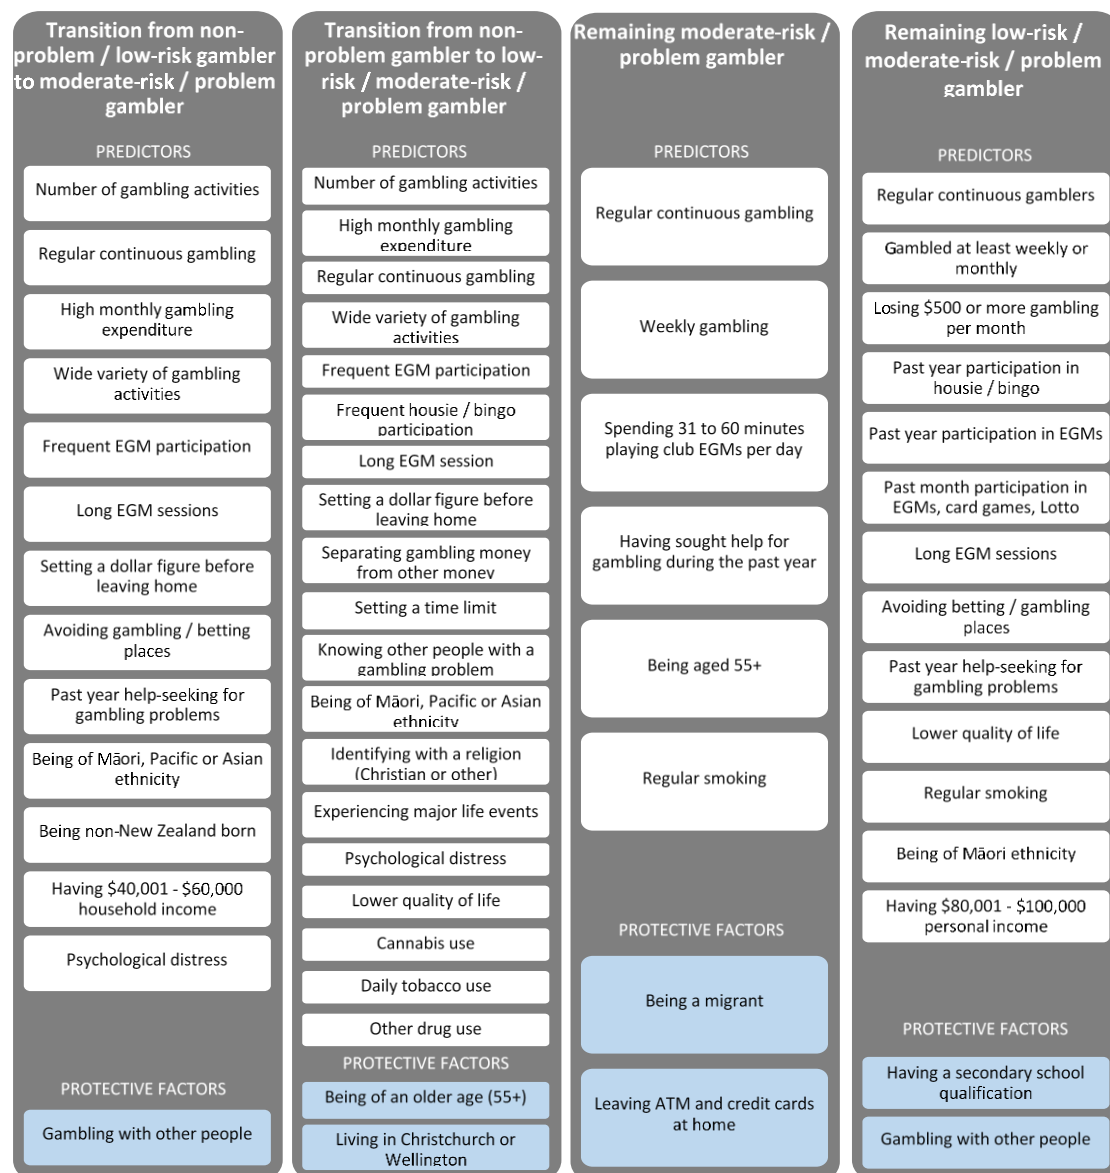 Transition from non-
problem / low-risk gambler
to moderate-risk / problem
gambler
PREDICTORS
Number of gambling activities
Regular continuous gambling
High monthly gambling
expenditure
Wide variety of gambling
activities
Frequent EGM participation
Long EGM sessions
Setting a dollar figure before
leaving home
Avoiding gambling / betting
places
Past year help-seeking for
gambling problems
Being of Māori, Pacific or Asian
ethnicity
Being non-New Zealand born
Having $40,001 - $60,000
household income
Psychological distress
PROTECTIVE FACTORS
Gambling with other people
Transition from non-
problem gambler to low-
risk / moderate-risk /
problem gambler
PREDICTORS
Number of gambling activities
High monthly gambling
expenditure
Regular continuous gambling
Wide variety of gambling
activities
Frequent EGM participation
Frequent housie / bingo
participation
Long EGM session
Setting a dollar figure before
leaving home
Separating gambling money
from other money
Setting a time limit
Knowing other people with a
gambling problem
Being of Māori, Pacific or Asian
ethnicity
Identifying with a religion
(Christian or other)
Experiencing major life events
Psychological distress
Lower quality of life
Cannabis use
Daily tobacco use
Other drug use
PROTECTIVE FACTORS
Being of an older age (55+)
Living in Christchurch or
Wellington
Remaining moderate-risk /
problem gambler
PREDICTORS
Regular continuous gambling
Weekly gambling
Spending 31 to 60 minutes
playing club EGMs per day
Having sought help for
gambling during the past year
Being aged 55+
Regular smoking
PROTECTIVE FACTORS
Being a migrant
Leaving ATM and credit cards
at home
Remaining low-risk /
moderate-risk / problem
gambler
PREDICTORS
Regular continuous gamblers
Gambled at least weekly or
monthly
Losing $500 or more gambling
per month
Past year participation in
housie / bingo
Past year participation in EGMs
Past month participation in
EGMs, card games, Lotto
Long EGM sessions
Avoiding betting / gambling
places
Past year help-seeking for
gambling problems
Lower quality of life
Regular smoking
Being of Māori ethnicity
Having $80,001 - $100,000
personal income
PROTECTIVE FACTORS
Having a secondary school
qualification
Gambling with other people